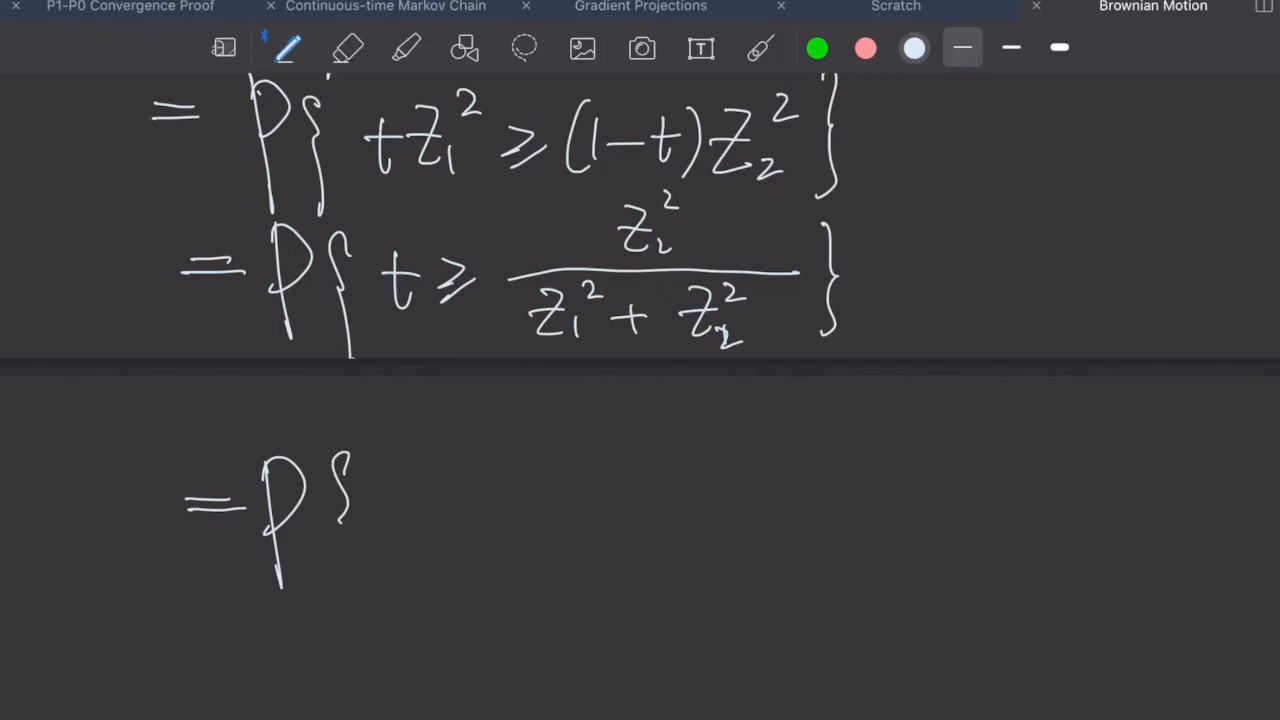 P1-P0 Convergence Proof Continuous-time Markov Chain Gradient Projections Scratch Brownian Motion
= P{ tZ₁² ⩾ (1-t)Z₂² }
= P{ t ⩾ Z₂² / Z₁² + Z₂² }
= P{